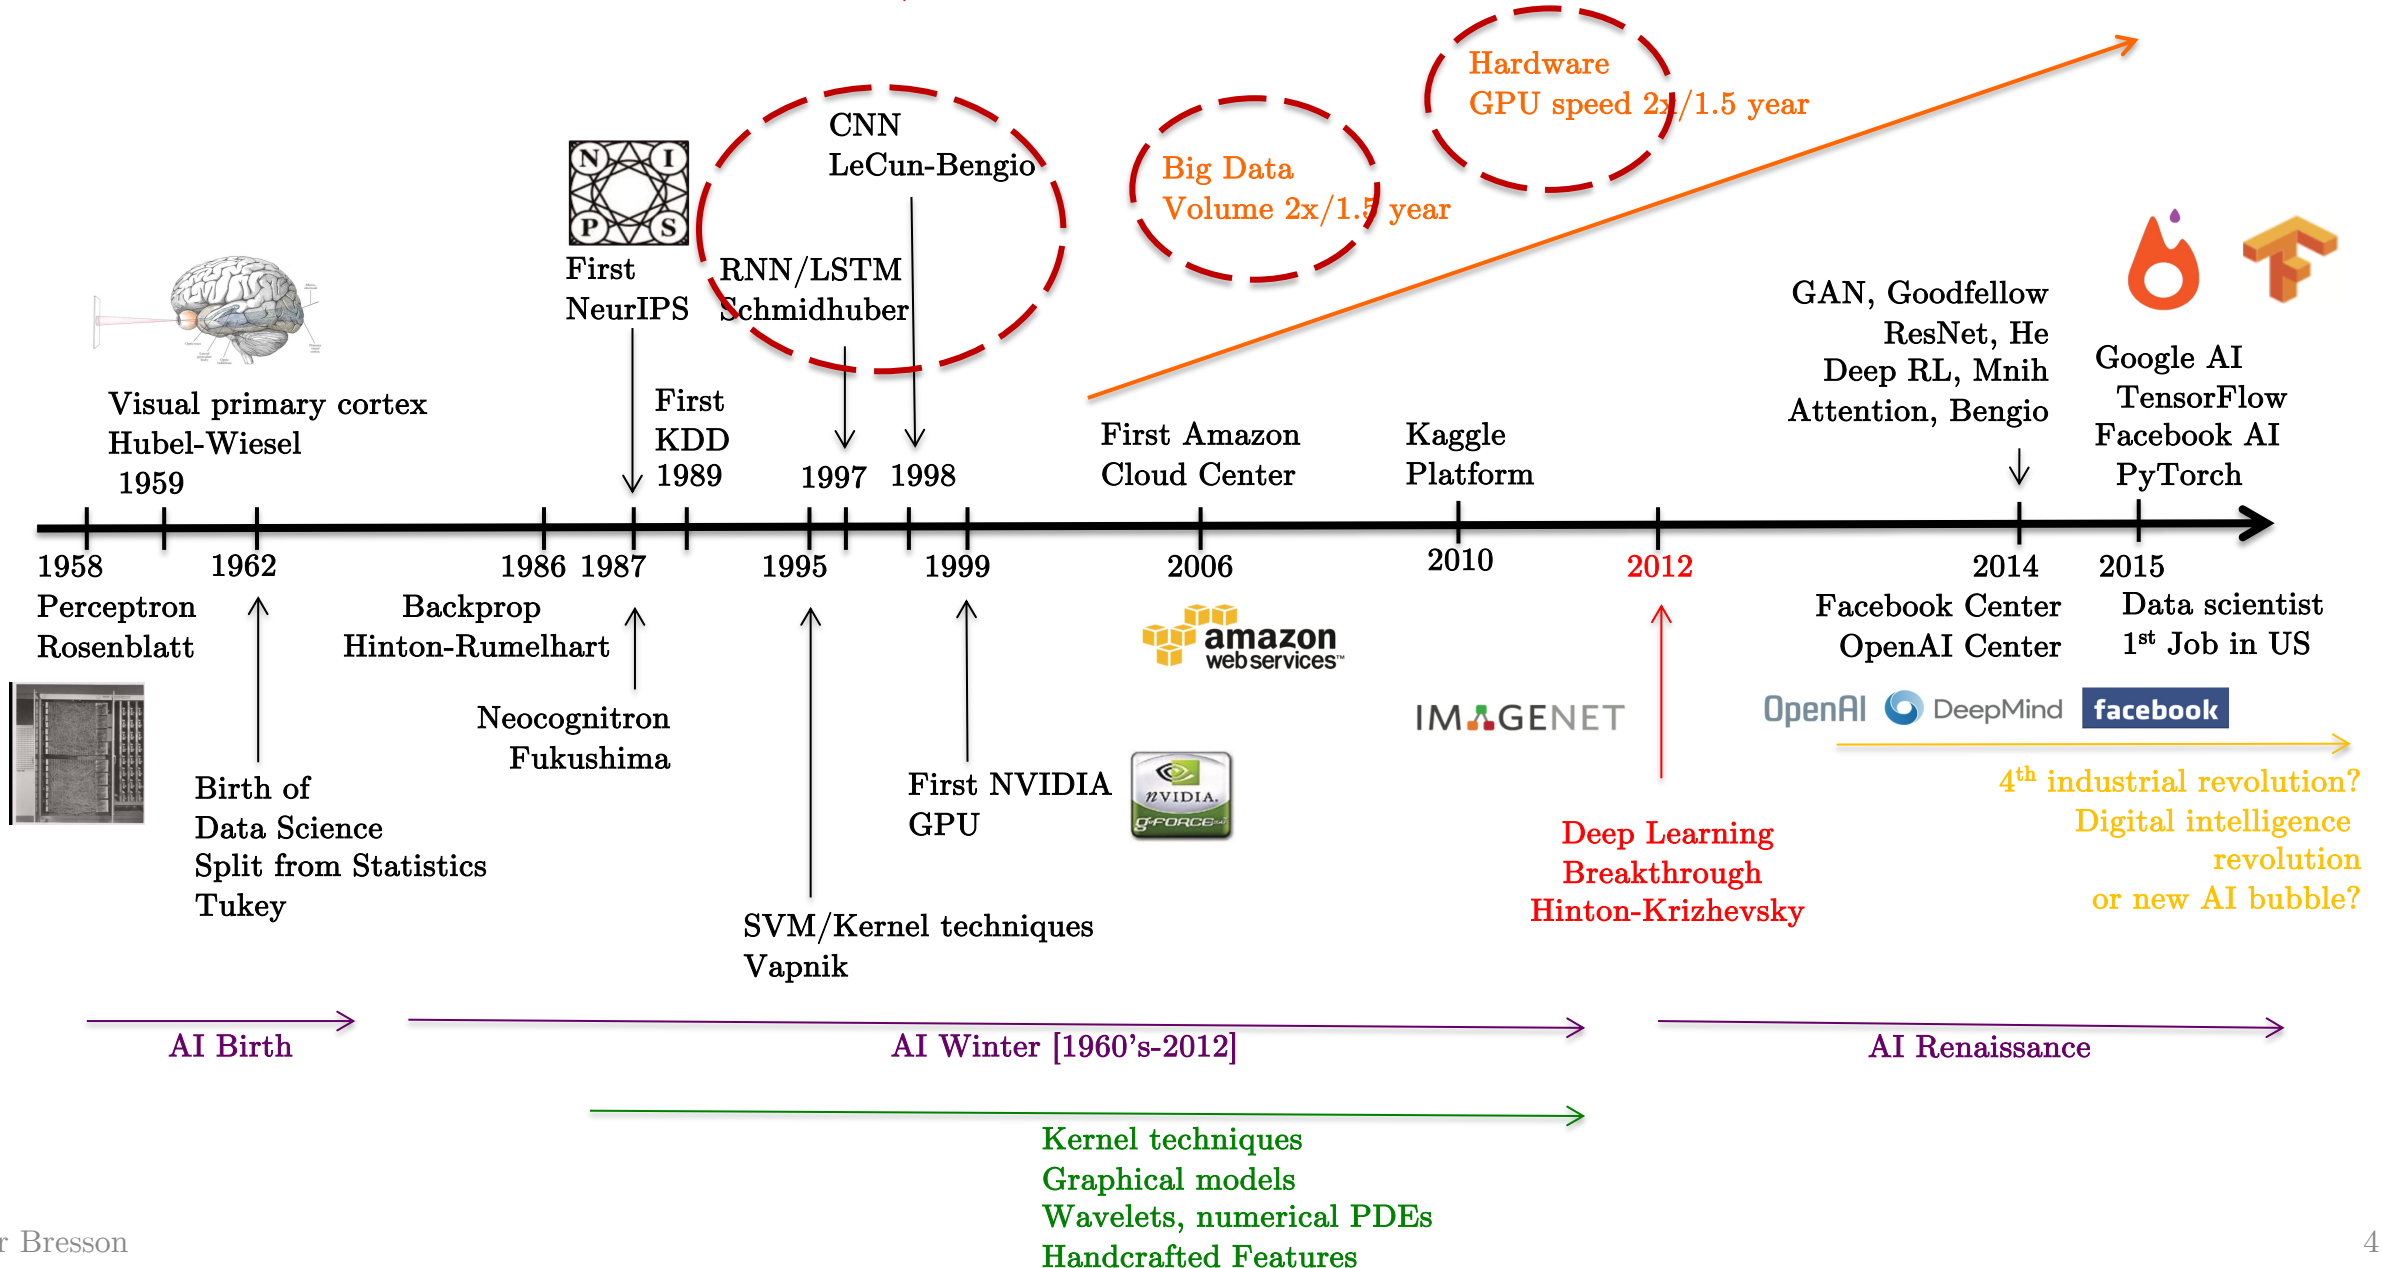 Hardware
GPU speed 2x/1.5 year
CNN
LeCun-Bengio
Big Data
Volume 2x/1.5 year
N I
P S
First
NeurIPS
RNN/LSTM
Schmidhuber
GAN, Goodfellow
ResNet, He
Deep RL, Mnih
Attention, Bengio
Google AI
TensorFlow
Facebook AI
PyTorch
Visual primary cortex
Hubel-Wiesel
1959
First
KDD
1989
1997
1998
First Amazon
Cloud Center
Kaggle
Platform
1958
1962
1986
1987
1995
1999
2006
2010
2012
2014
2015
Perceptron
Rosenblatt
Backprop
Hinton-Rumelhart
Facebook Center
OpenAI Center
Data scientist
1st Job in US
amazon
webservices™
Neocognitron
Fukushima
IMAGENET
OpenAI
DeepMind
facebook
Birth of
Data Science
Split from Statistics
Tukey
First NVIDIA
GPU
nVIDIA.
GFORCE
Deep Learning
Breakthrough
Hinton-Krizhevsky
4th industrial revolution?
Digital intelligence
revolution
or new AI bubble?
SVM/Kernel techniques
Vapnik
AI Birth
AI Winter [1960's-2012]
AI Renaissance
Kernel techniques
Graphical models
Wavelets, numerical PDEs
Handcrafted Features
r Bresson
4